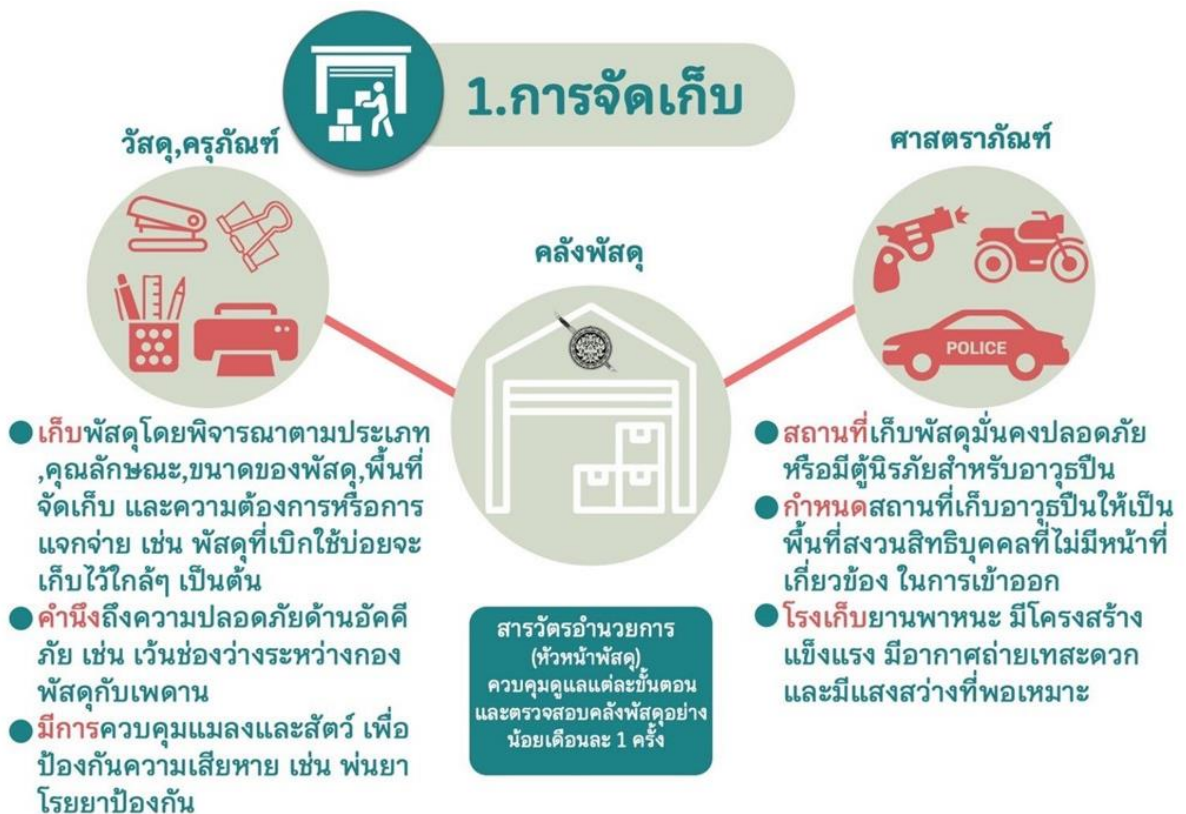 1.การจัดเก็บ
วัสดุ,ครุภัณฑ์
●เก็บพัสดุโดยพิจารณาตามประเภท
,คุณลักษณะ,ขนาดของพัสดุ,พื้นที่
จัดเก็บ และความต้องการหรือการ
แจกจ่าย เช่น พัสดุที่เบิกใช้บ่อยจะ
เก็บไว้ใกล้ๆ เป็นต้น
●คำนึงถึงความปลอดภัยด้านอัคคี
ภัย เช่น เว้นช่องว่างระหว่างกอง
พัสดุกับเพดาน
●มีการควบคุมแมลงและสัตว์ เพื่อ
ป้องกันความเสียหาย เช่น พ่นยา
โรยยาป้องกัน
คลังพัสดุ
สารวัตรอำนวยการ
(หัวหน้าพัสดุ)
ควบคุมดูแลแต่ละขั้นตอน
และตรวจสอบคลังพัสดุอย่าง
น้อยเดือนละ 1 ครั้ง
ศาสตราภัณฑ์
POLICE
●สถานที่เก็บพัสดุมั่นคงปลอดภัย
หรือมีตู้นิรภัยสำหรับอาวุธปืน
●กำหนดสถานที่เก็บอาวุธปืนให้เป็น
พื้นที่สงวนสิทธิบุคคลที่ไม่มีหน้าที่
เกี่ยวข้อง ในการเข้าออก
●โรงเก็บยานพาหนะ มีโครงสร้าง
แข็งแรง มีอากาศถ่ายเทสะดวก
และมีแสงสว่างที่พอเหมาะ